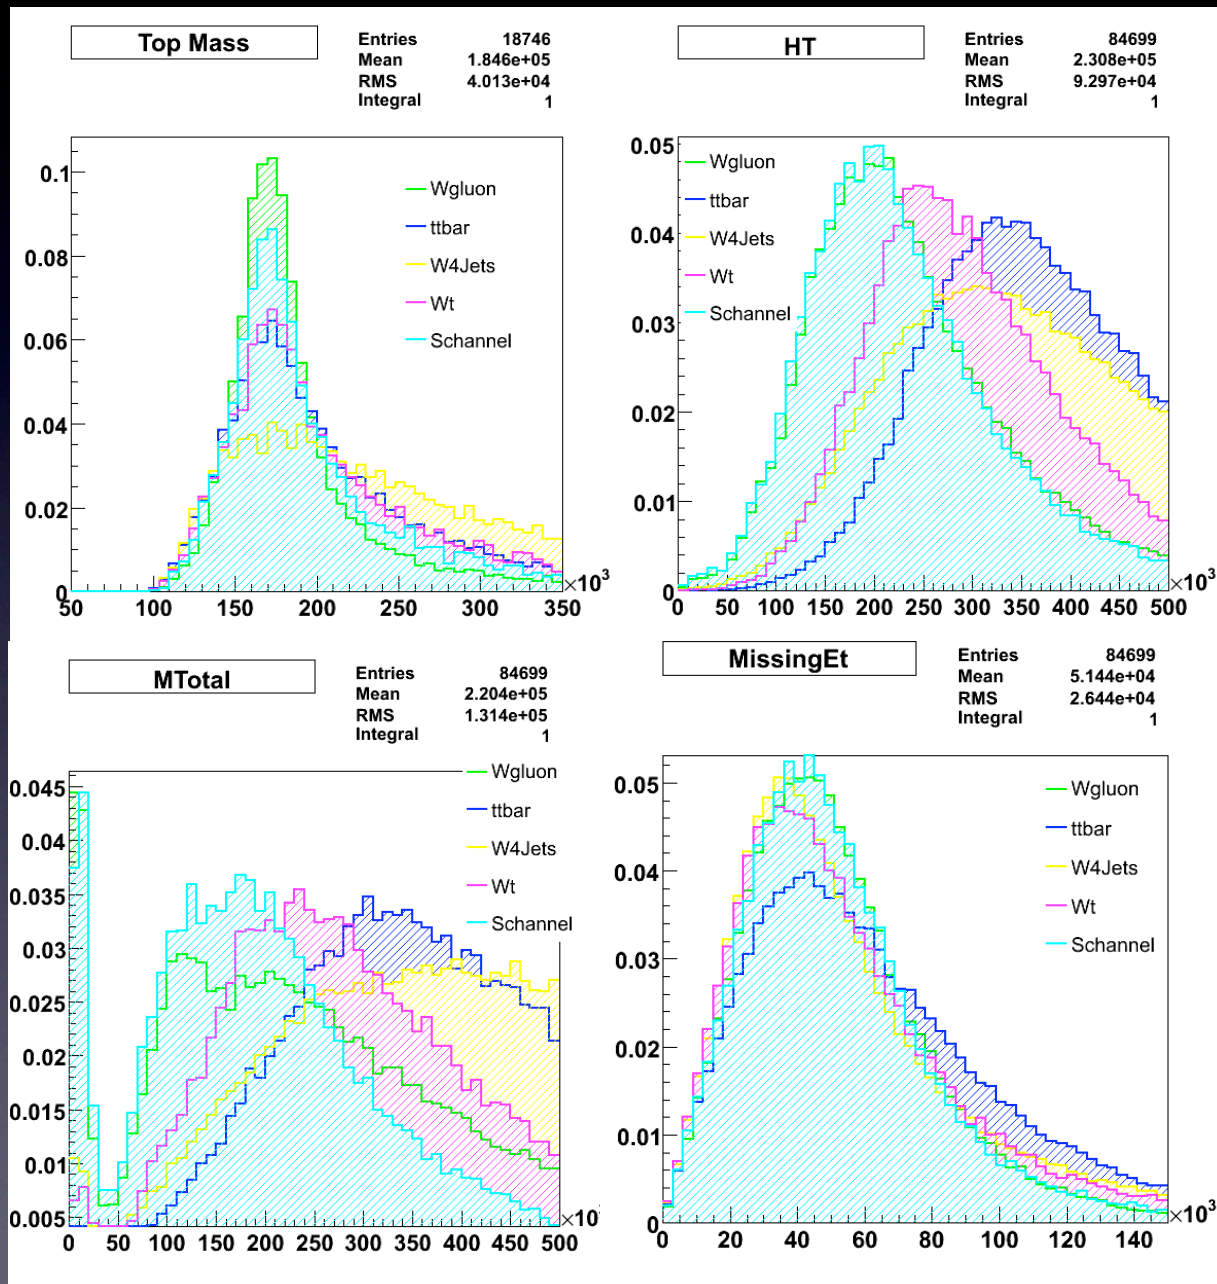 Top Mass
Entries 18746
Mean 1.846e+05
RMS 4.013e+04
Integral 1
0.1
0.08
0.06
0.04
0.02
0
Wgluon
ttbar
W4Jets
Wt
Schannel
50 100 150 200 250 300 350
×10³
HT
Entries 84699
Mean 2.308e+05
RMS 9.297e+04
Integral 1
0.05
0.04
0.03
0.02
0.01
0
Wgluon
ttbar
W4Jets
Wt
Schannel
0 50 100 150 200 250 300 350 400 450 500
×10³
MTotal
Entries 84699
Mean 2.204e+05
RMS 1.314e+05
Integral 1
0.045
0.04
0.035
0.03
0.025
0.02
0.015
0.01
0.005
Wgluon
ttbar
W4Jets
Wt
Schannel
0 50 100 150 200 250 300 350 400 450 500
×10
MissingEt
Entries 84699
Mean 5.144e+04
RMS 2.644e+04
Integral 1
0.05
0.04
0.03
0.02
0.01
0
Wgluon
ttbar
W4Jets
Wt
Schannel
0 20 40 60 80 100 120 140
×10³